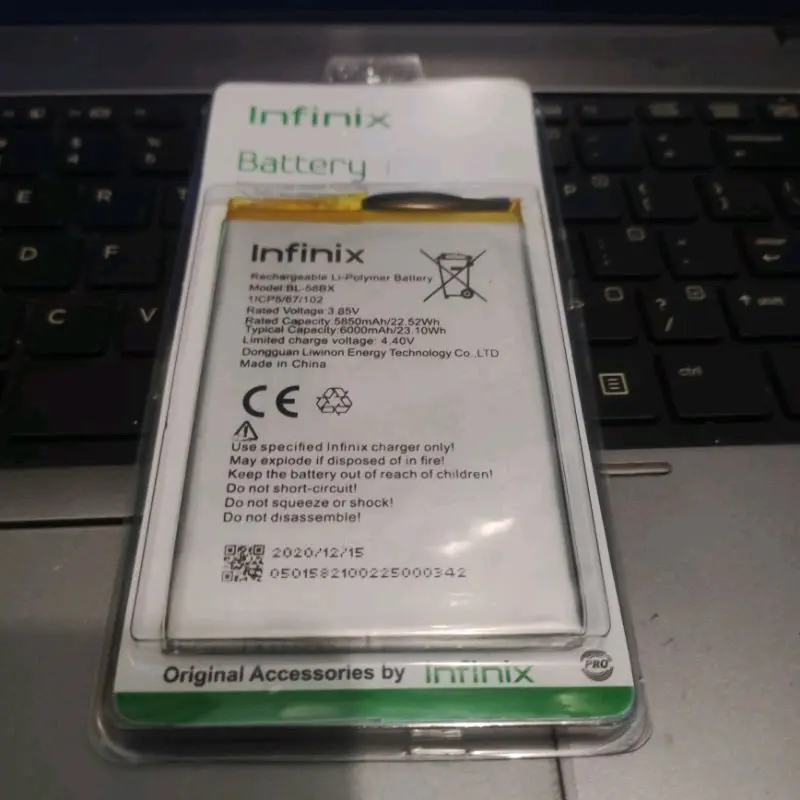 Infinix
Battery
Infinix
Rechargeable Li-Polymer Battery
Model:BL-58BX
1ICP5/67/102
Rated Voltage:3.85V
Rated Capacity:5850mAh/22.52Wh
Typical Capacity:6000mAh/23.10Wh
Limited charge voltage: 4.40V
Dongguan Liwinon Energy Technology Co.,LTD
Made in China
CE
Use specified Infinix charger only!
May explode if disposed of in fire!
Keep the battery out of reach of children!
Do not short-circuit!
Do not squeeze or shock!
Do not disassemble!
2020/12/15
0501582100225000342
Original Accessories by Infinix
PRO
E R T
D F
C V
P
ctrl